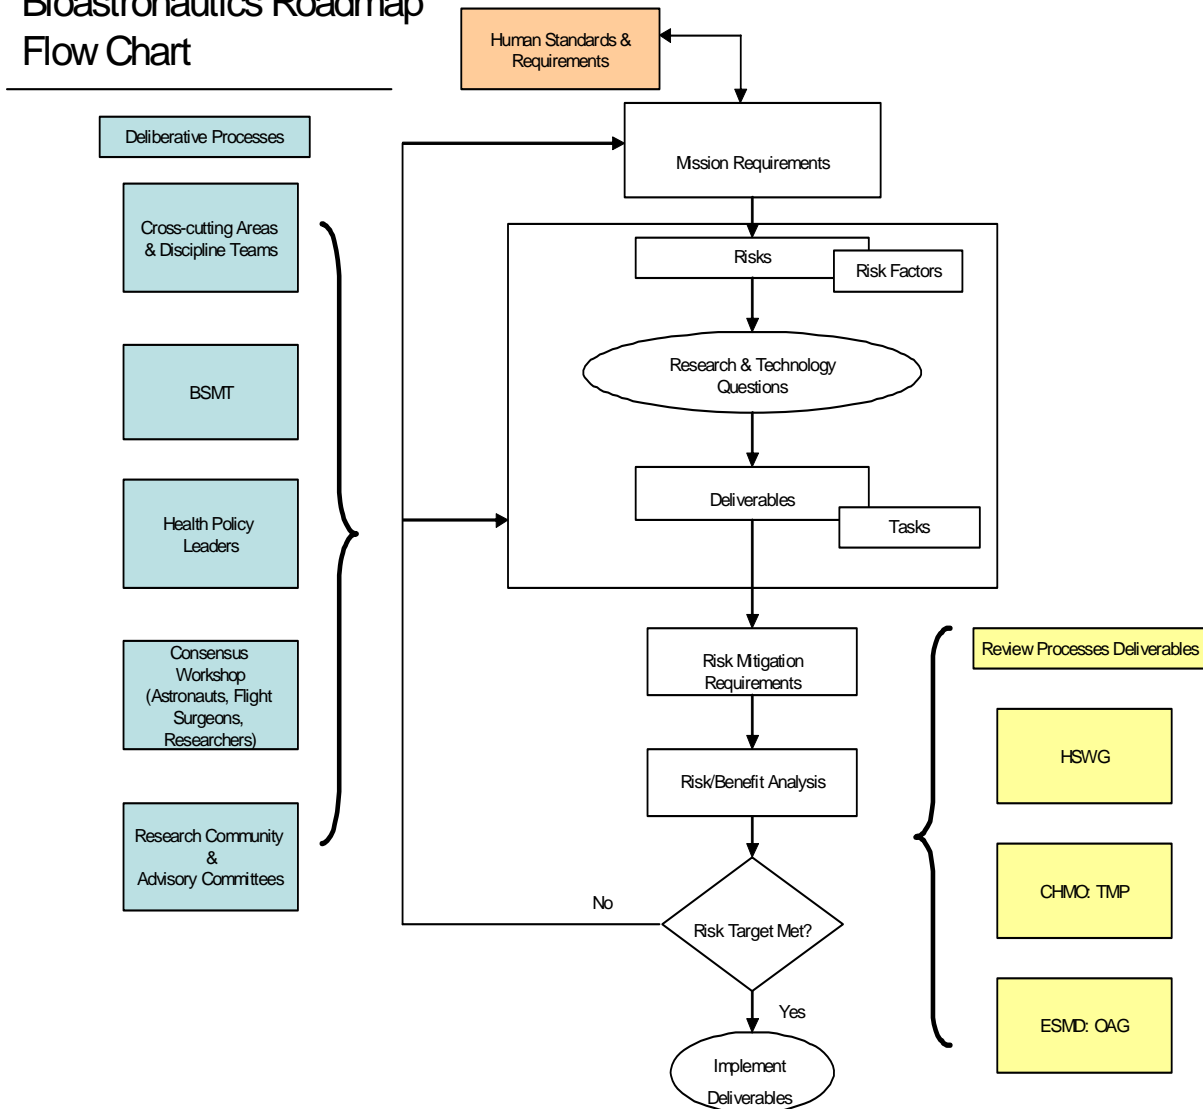 Bioastronautics Roadmap
Flow Chart
Human Standards &
Requirements
Deliberative Processes
Mission Requirements
Cross-cutting Areas
& Discipline Teams
Risks
Risk Factors
Research & Technology
Questions
BSMT
Deliverables
Tasks
Health Policy
Leaders
Risk Mitigation
Requirements
Review Processes Deliverables
Consensus
Workshop
(Astronauts, Flight
Surgeons,
Researchers)
HSWG
Risk/Benefit Analysis
Research Community
&
Advisory Committees
CHMO: TMP
No
Risk Target Met?
Yes
ESMD: OAG
Implement
Deliverables